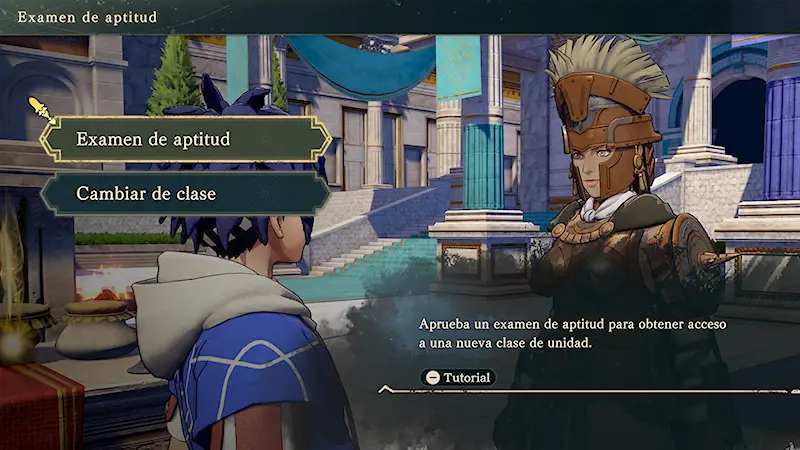 Examen de aptitud
Examen de aptitud
Cambiar de clase
Aprueba un examen de aptitud para obtener acceso
a una nueva clase de unidad.
Tutorial